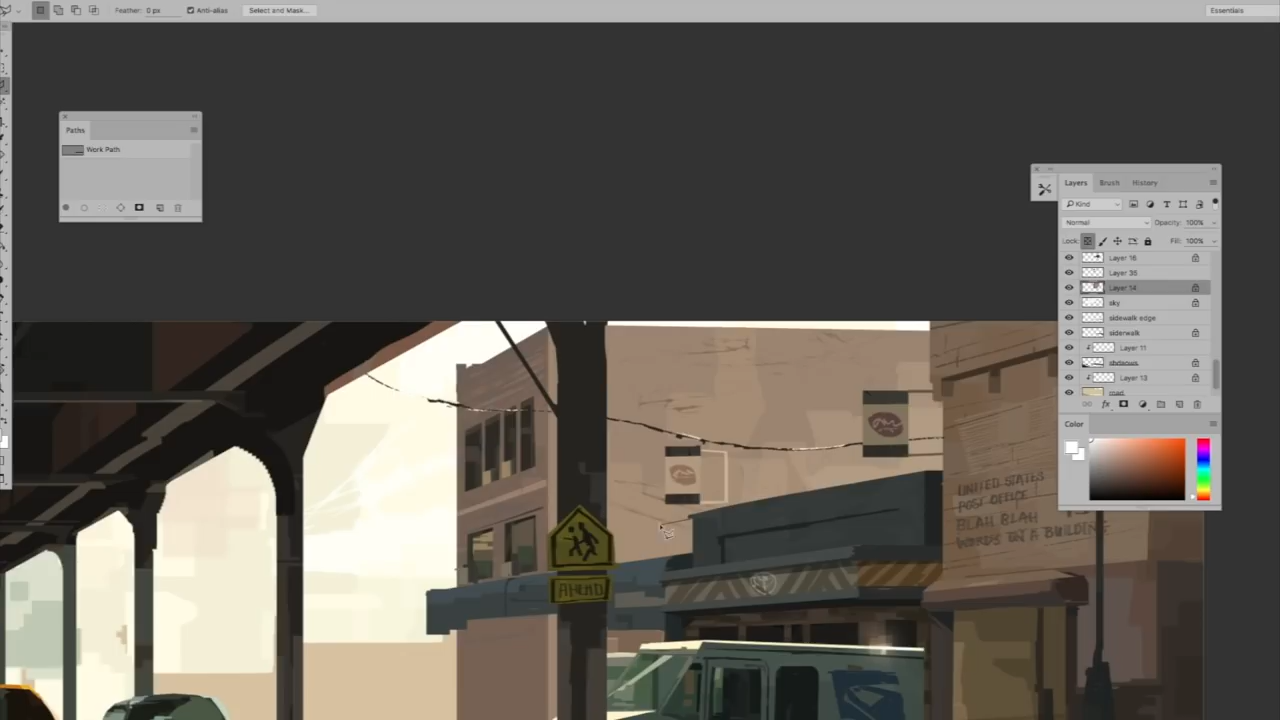 Feather: 0 px
Anti-alias
Select and Mask...
Essentials
Paths
Work Path
Layers
Brush
History
Kind
Normal
Opacity: 100%
Lock:
Fill: 100%
Layer 16
Layer 35
Layer 14
sky
sidewalk edge
siderwalk
Layer 11
Layer 13
road
Color
AHEAD
UNITED STATES
POST OFFICE
BLAH BLAH
WORDS ON A BUILDING